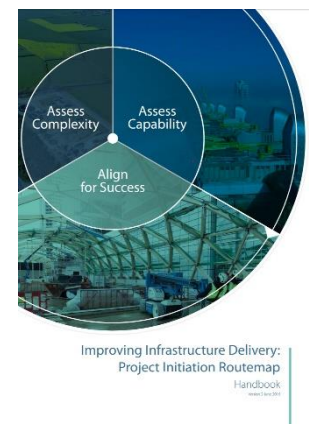 Assess
Complexity
Assess
Capability
Align
for Success
Improving Infrastructure Delivery:
Project Initiation Routemap
Handbook